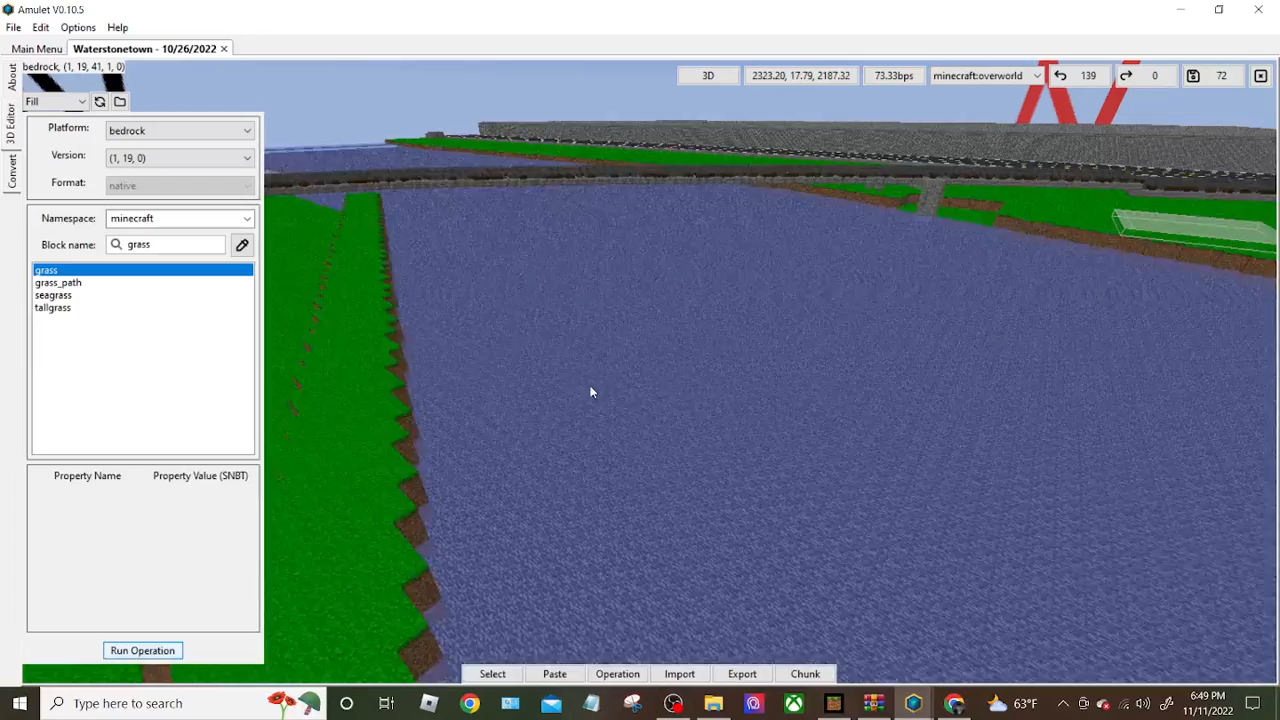 Amulet V0.10.5
File Edit Options Help
Main Menu Waterstonetown - 10/26/2022
About
3D Editor
Convert
bedrock, (1, 19, 41, 1, 0)
3D 2323.20, 17.79, 2187.32 73.33bps minecraft:overworld 139 0 72
Fill
Platform: bedrock
Version: (1, 19, 0)
Format: native
Namespace: minecraft
Block name: grass
grass
grass_path
seagrass
tallgrass
Property Name Property Value (SNBT)
Run Operation
Select Paste Operation Import Export Chunk
Type here to search
63°F
6:49 PM
11/11/2022